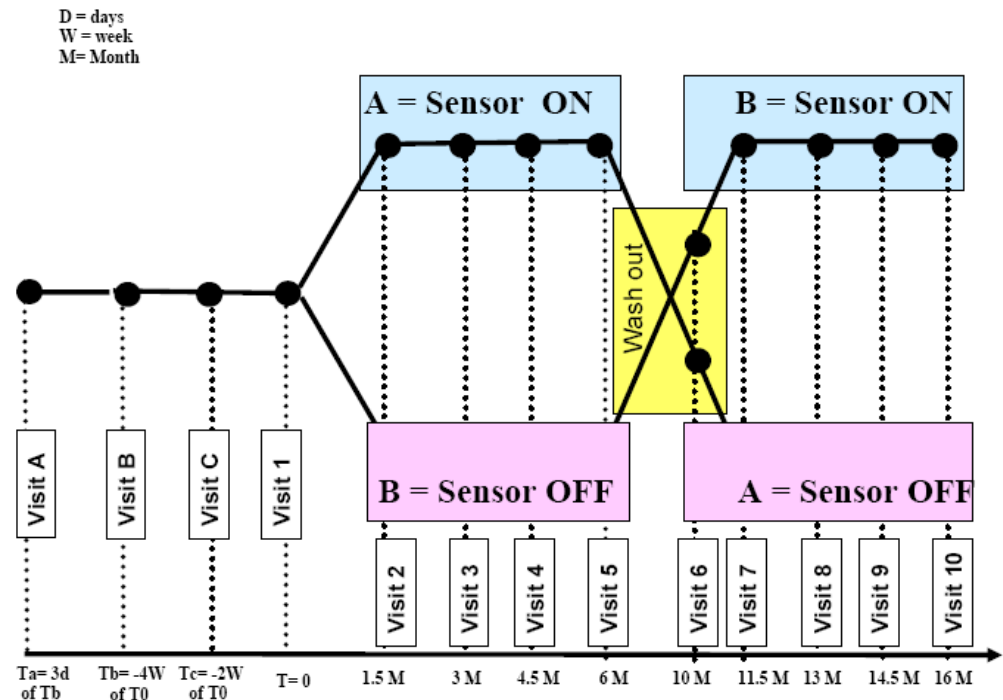 D = days
W = week
M= Month
A = Sensor ON
B = Sensor ON
Wash out
B = Sensor OFF
A = Sensor OFF
Visit A
Visit B
Visit C
Visit 1
Visit 2
Visit 3
Visit 4
Visit 5
Visit 6
Visit 7
Visit 8
Visit 9
Visit 10
Ta= 3d
of Tb
Tb= -4W
of T0
Tc= -2W
of T0
T= 0
1.5 M
3 M
4.5 M
6 M
10 M
11.5 M
13 M
14.5 M
16 M